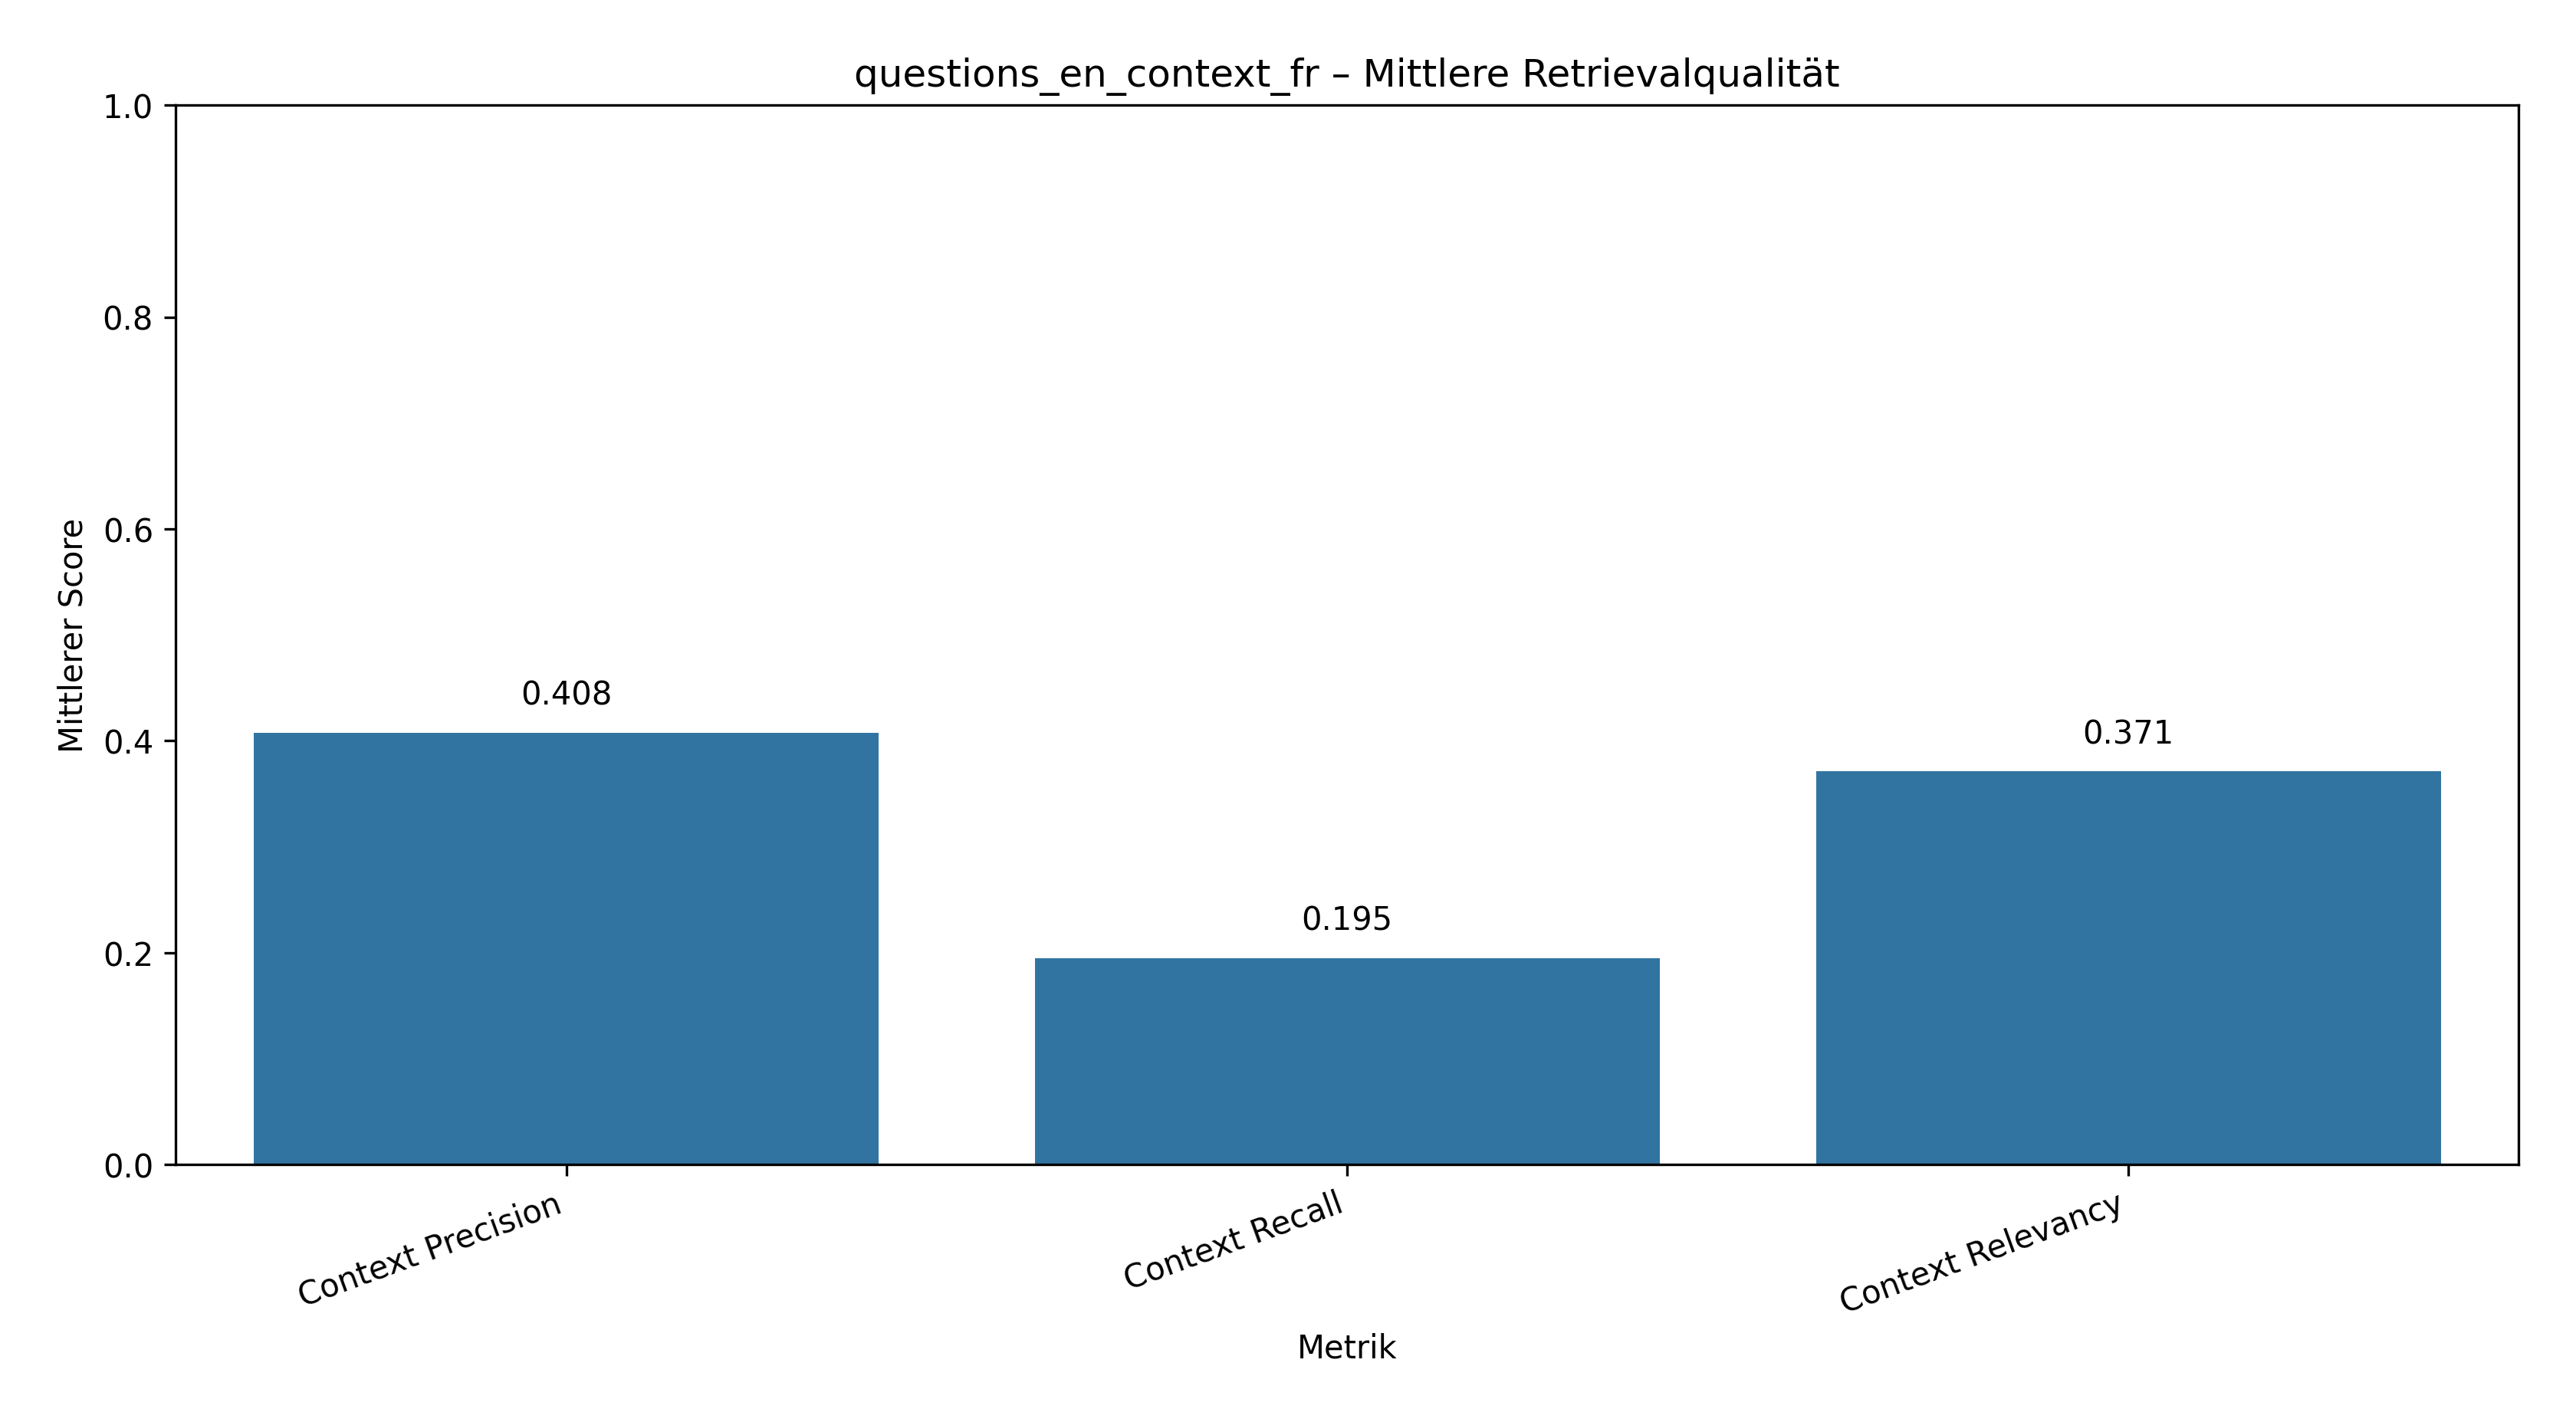 questions_en_context_fr – Mittlere Retrievalqualität
1.0
0.8
0.6
0.4
0.2
0.0
Mittlerer Score
0.408
0.195
0.371
Context Precision
Context Recall
Context Relevancy
Metrik